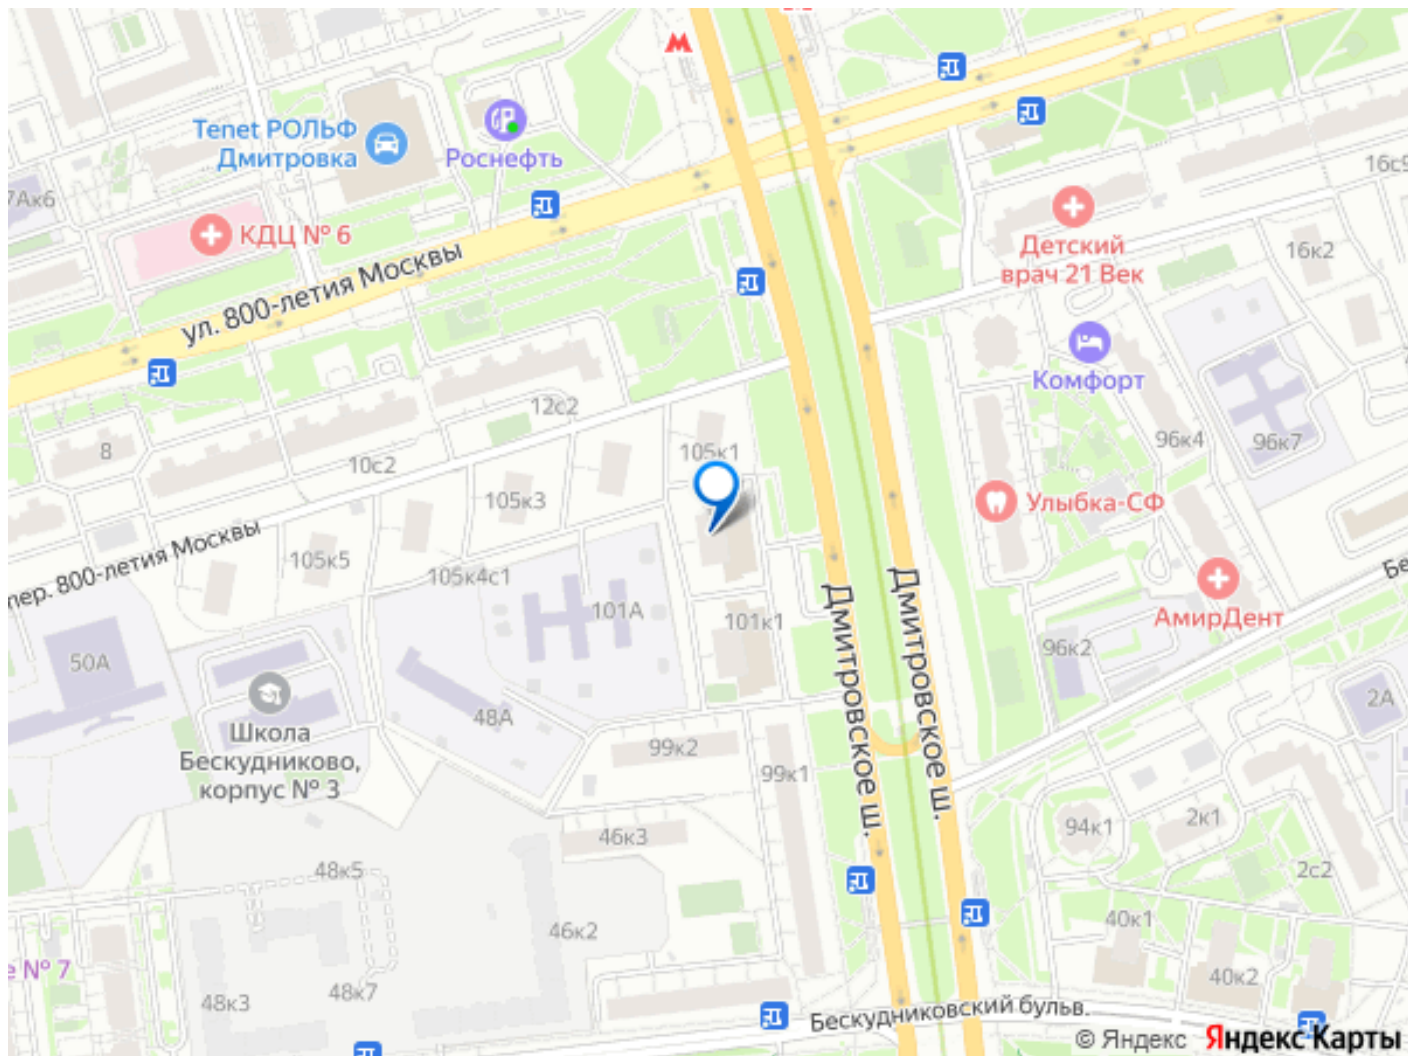 Tenet РОЛЬФ
Дмитровка
Роснефть
7Ак6
КДЦ № 6
ул. 800-летия Москвы
16с9
Детский
врач 21 Век
16к2
Комфорт
12с2
8
10с2
105к1
96к4
96к7
105к3
Улыбка-СФ
пер. 800-летия Москвы
105к5
105к4с1
101А
101к1
Дмитровское ш.
Дмитровское ш.
Бе
АмирДент
96к2
50А
48А
2А
Школа
Бескудниково,
корпус № 3
99к2
99к1
46к3
94к1
2к1
48к5
2с2
40к1
46к2
е № 7
48к3
48к7
40к2
Бескудниковский бульв.
© Яндекс Яндекс Карты